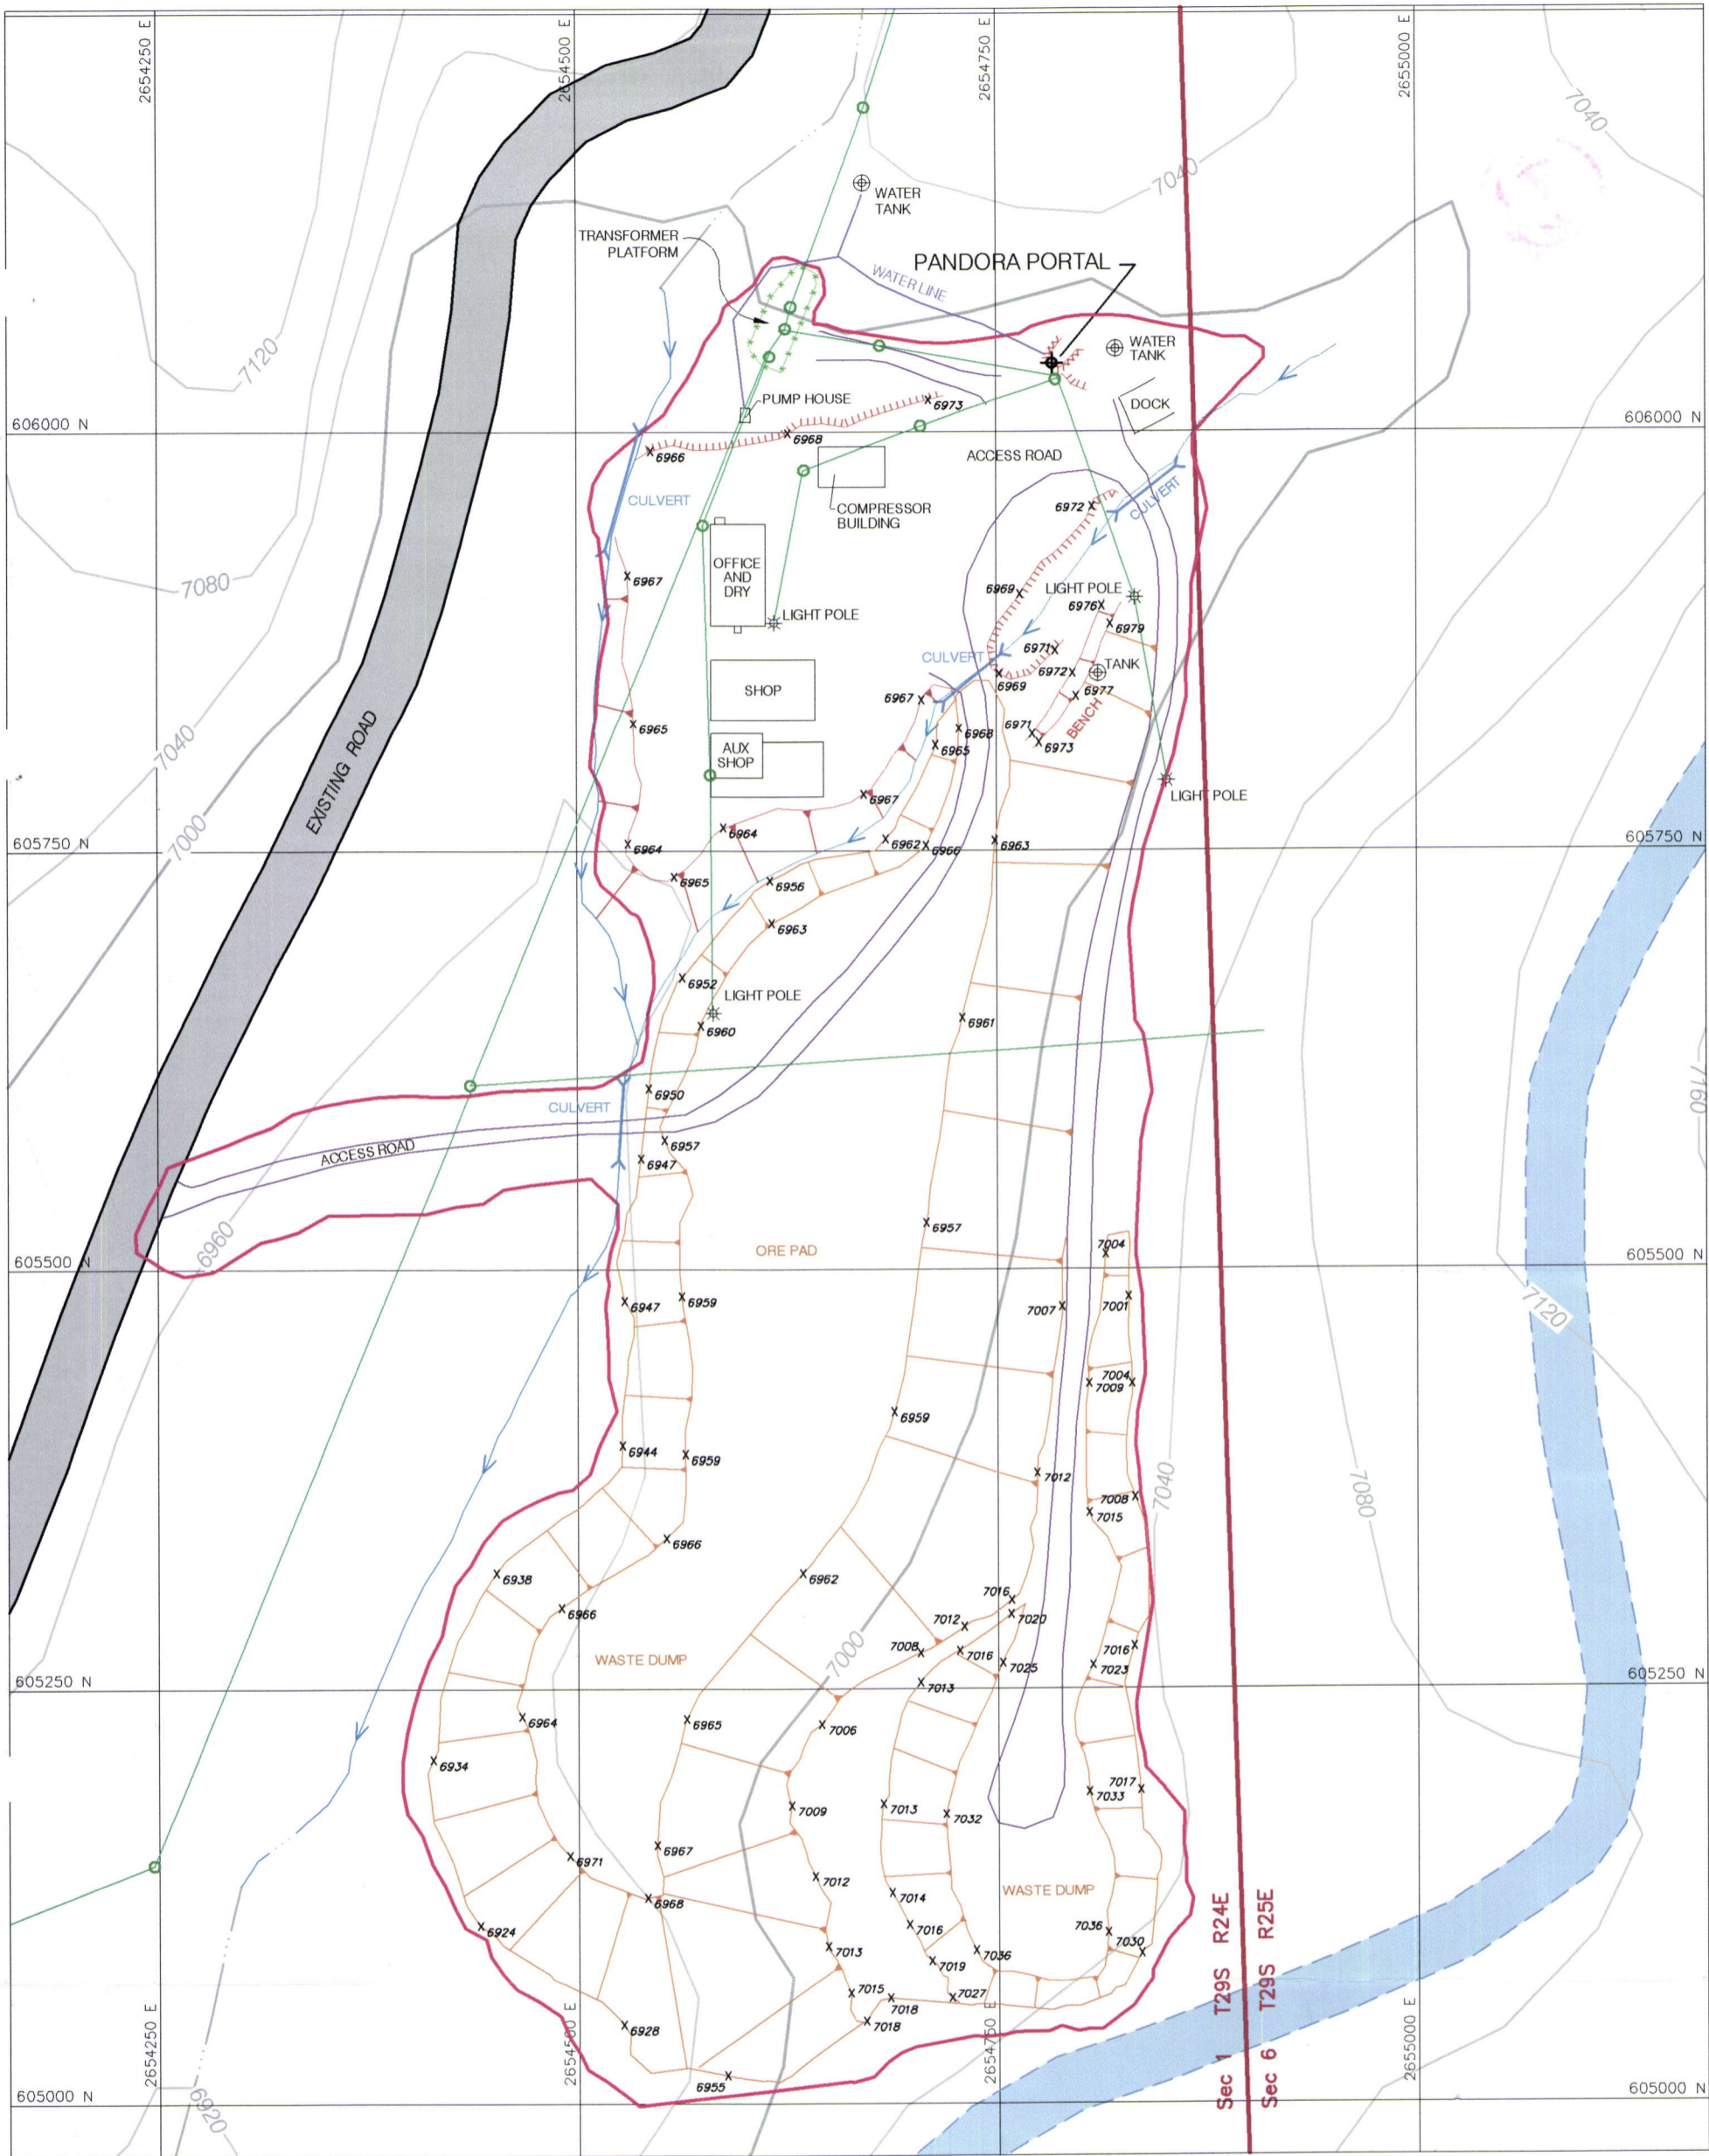 2654250 E
2654500 E
2654750 E
2655000 E
7040
7040
WATER
TANK
TRANSFORMER
PLATFORM
PANDORA PORTAL
WATER LINE
WATER
TANK
7120
PUMP HOUSE
6973
DOCK
606000 N
6968
606000 N
6966
ACCESS ROAD
CULVERT
COMPRESSOR
BUILDING
6972
CULVERT
OFFICE
AND
DRY
6967
7080
6969
LIGHT POLE
6976
LIGHT POLE
6979
CULVERT
6971
TANK
SHOP
6969
6972
6977
6967
BENCH
6965
6968
6971
6973
7040
AUX
SHOP
6965
EXISTING ROAD
6967
LIGHT POLE
7000
6964
605750 N
6964
6962
6966
6963
605750 N
6965
6956
6963
6952
LIGHT POLE
6960
6961
6950
7160
CULVERT
ACCESS ROAD
6957
6947
6960
6957
ORE PAD
7004
605500 N
605500 N
6947
6959
7007
7001
7120
7004
7009
6959
6944
6959
7012
7040
7080
7008
7015
6966
6938
6962
7016
6966
7012
7020
7008
7016
7016
WASTE DUMP
7000
7025
7023
605250 N
7013
605250 N
6964
6965
7006
6934
7017
7033
7009
7013
7032
6967
6971
7012
WASTE DUMP
6968
7014
7016
6924
7036
7030
7013
7036
7019
7015
7027
7018
7018
6928
6955
2654250 E
2654500 E
2654750 E
2655000 E
Sec 1 T29S R24E
Sec 6 T29S R25E
605000 N
605000 N
6920